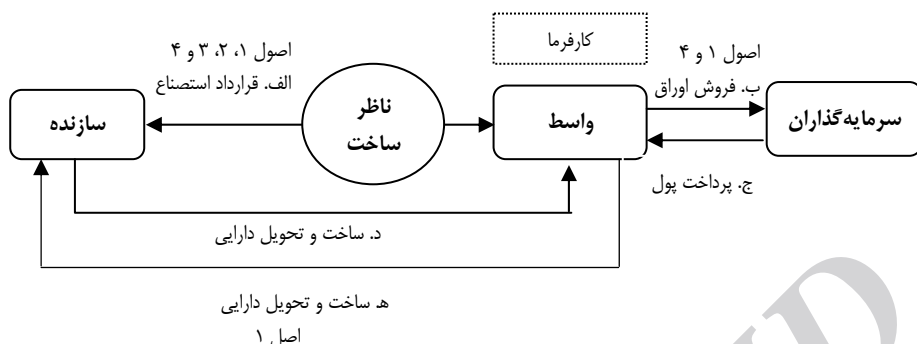 کارفرما
اصول ۱، ۲، ۳ و ۴
الف. قرارداد استصناع
اصول ۱ و ۴
ب. فروش اوراق
سرمایه‌گذاران
واسط
ناظر
ساخت
سازنده
ج. پرداخت پول
د. ساخت و تحویل دارایی
ه. ساخت و تحویل دارایی
اصل ۱